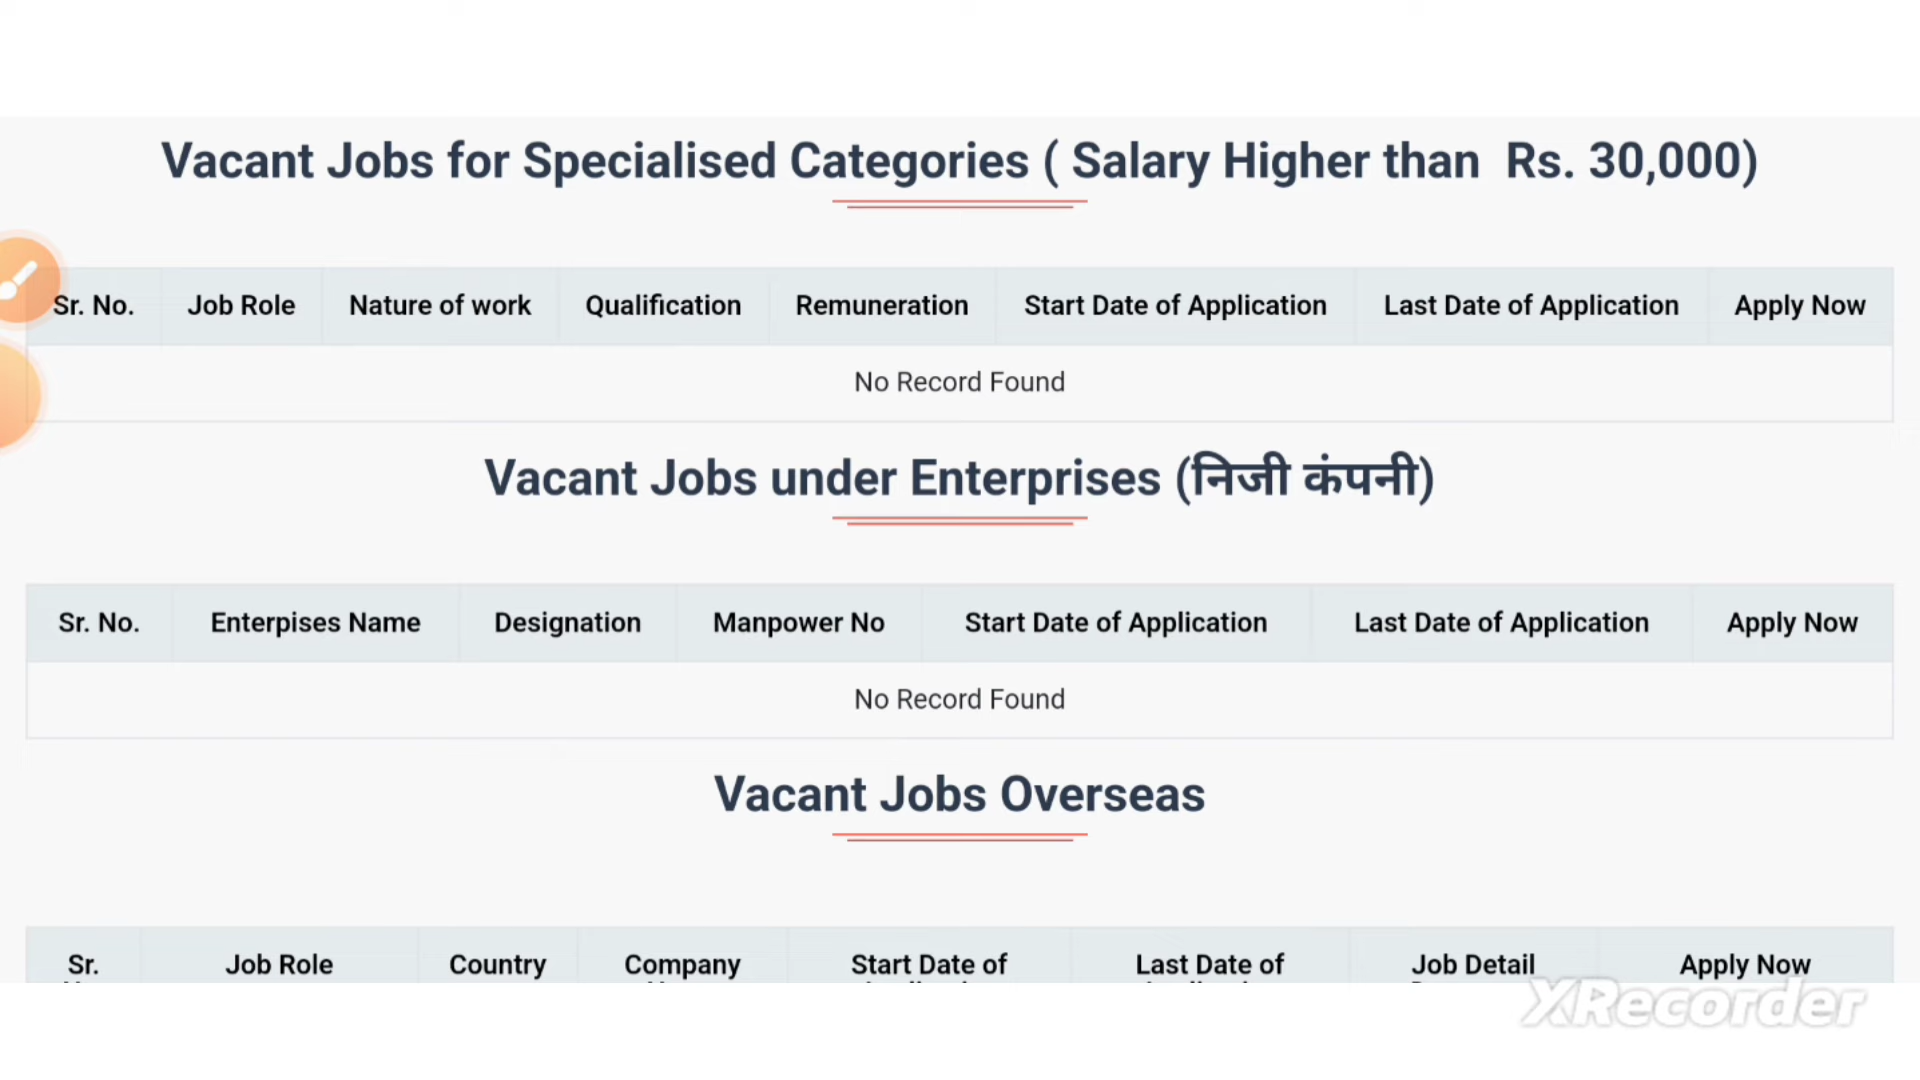 Vacant Jobs for Specialised Categories ( Salary Higher than Rs. 30,000)
Sr. No. Job Role Nature of work Qualification Remuneration Start Date of Application Last Date of Application Apply Now
No Record Found
Vacant Jobs under Enterprises (निजी कंपनी)
Sr. No. Enterpises Name Designation Manpower No Start Date of Application Last Date of Application Apply Now
No Record Found
Vacant Jobs Overseas
Sr. Job Role Country Company Start Date of Last Date of Job Detail Apply Now
XRecorder